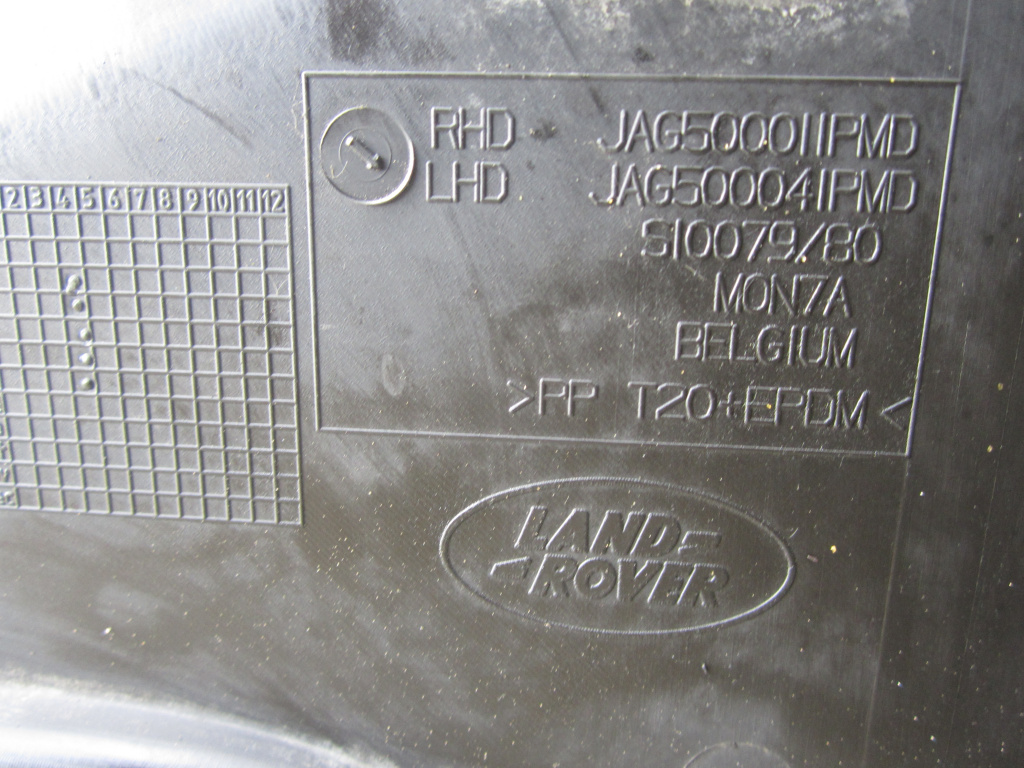 RHD JAG500011PMD
LHD JAG500041PMD
S10079/80
MON7A
BELGIUM
>PP T20+EPDM<
2 3 4 5 6 7 8 9 10 11 12
LAND
ROVER